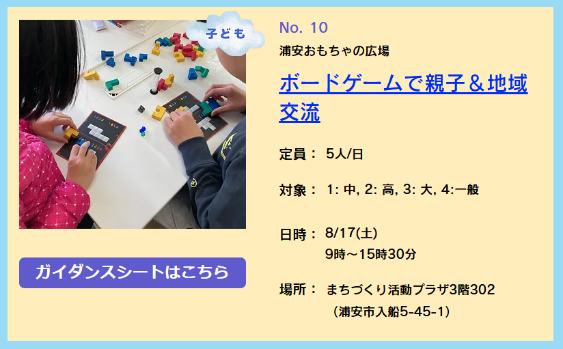 子ども
No. 10
浦安おもちゃの広場
ボードゲームで親子＆地域
交流
定員： 5人/日
対象： 1: 中, 2: 高, 3: 大, 4:一般
日時： 8/17(土)
9時～15時30分
場所： まちづくり活動プラザ3階302
（浦安市入船5-45-1）
ガイダンスシートはこちら